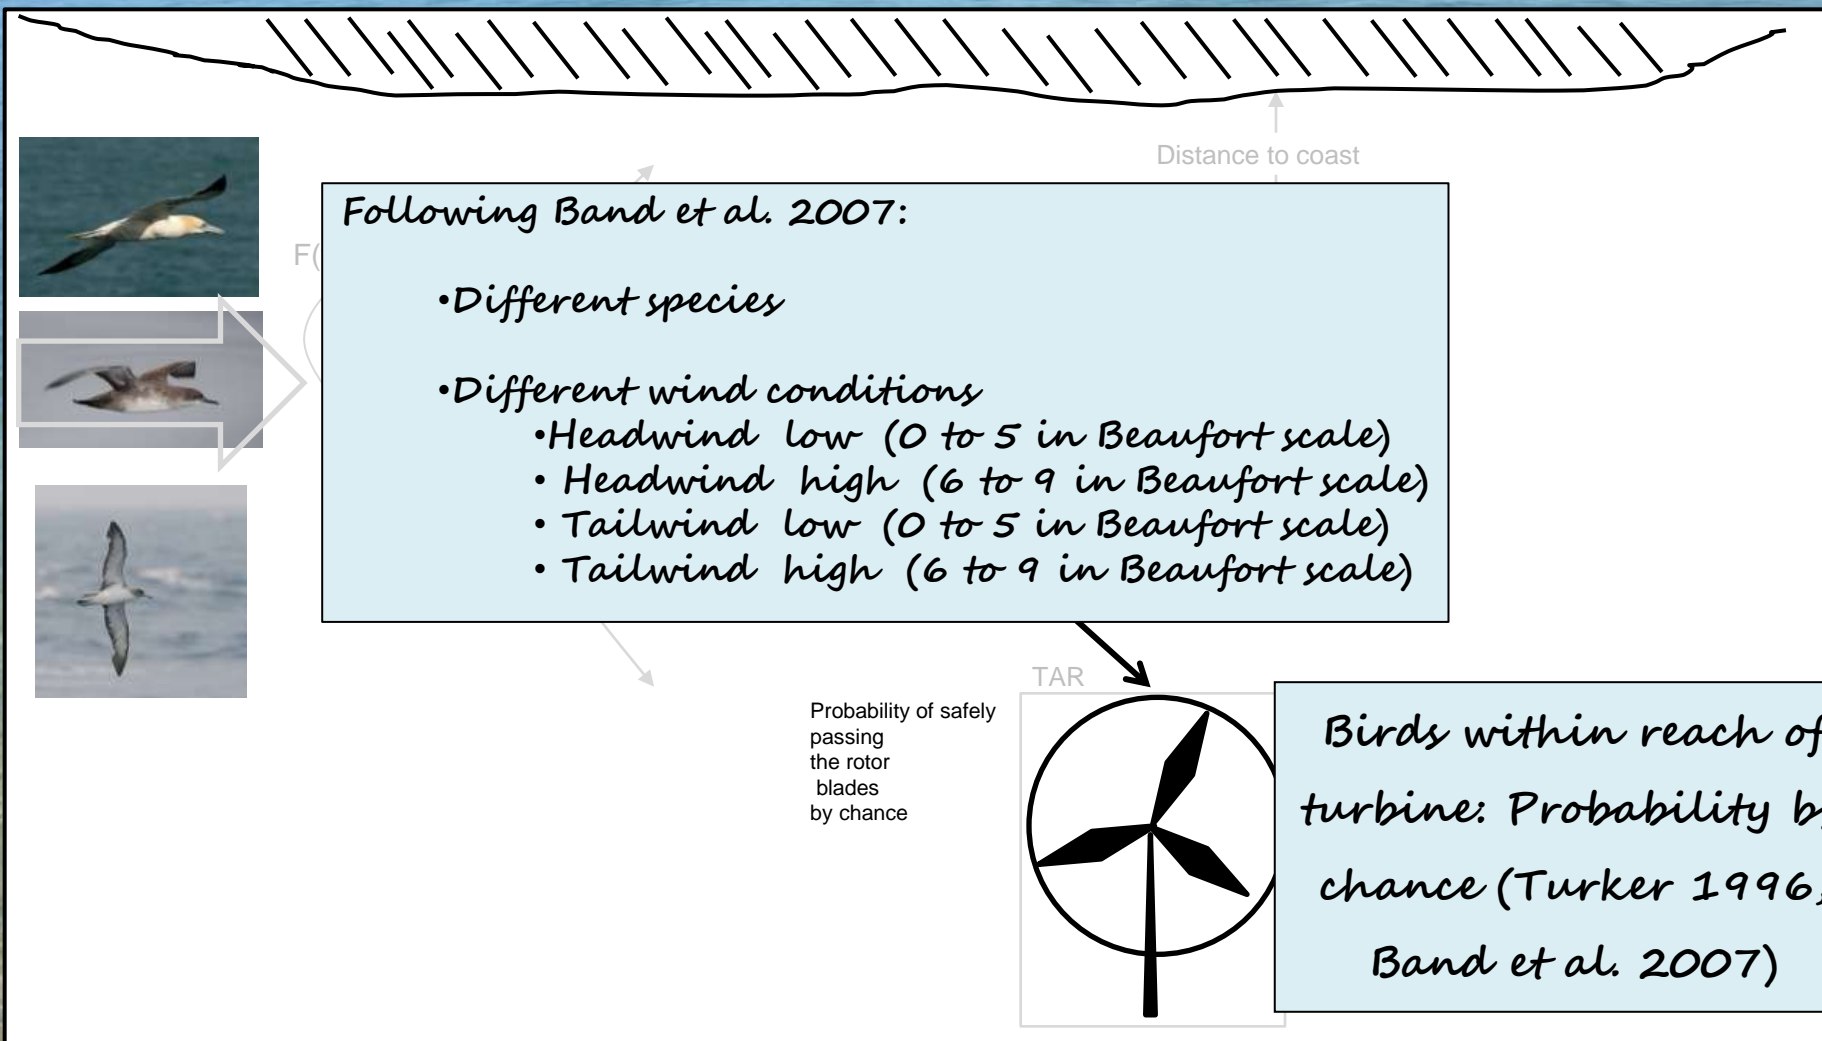 Distance to coast
F(
Following Band et al. 2007:
•Different species
•Different wind conditions
•Headwind low (0 to 5 in Beaufort scale)
• Headwind high (6 to 9 in Beaufort scale)
• Tailwind low (0 to 5 in Beaufort scale)
• Tailwind high (6 to 9 in Beaufort scale)
TAR
Probability of safely
passing
the rotor
blades
by chance
Birds within reach of
turbine: Probability
chance (Turker 1996,
Band et al. 2007)